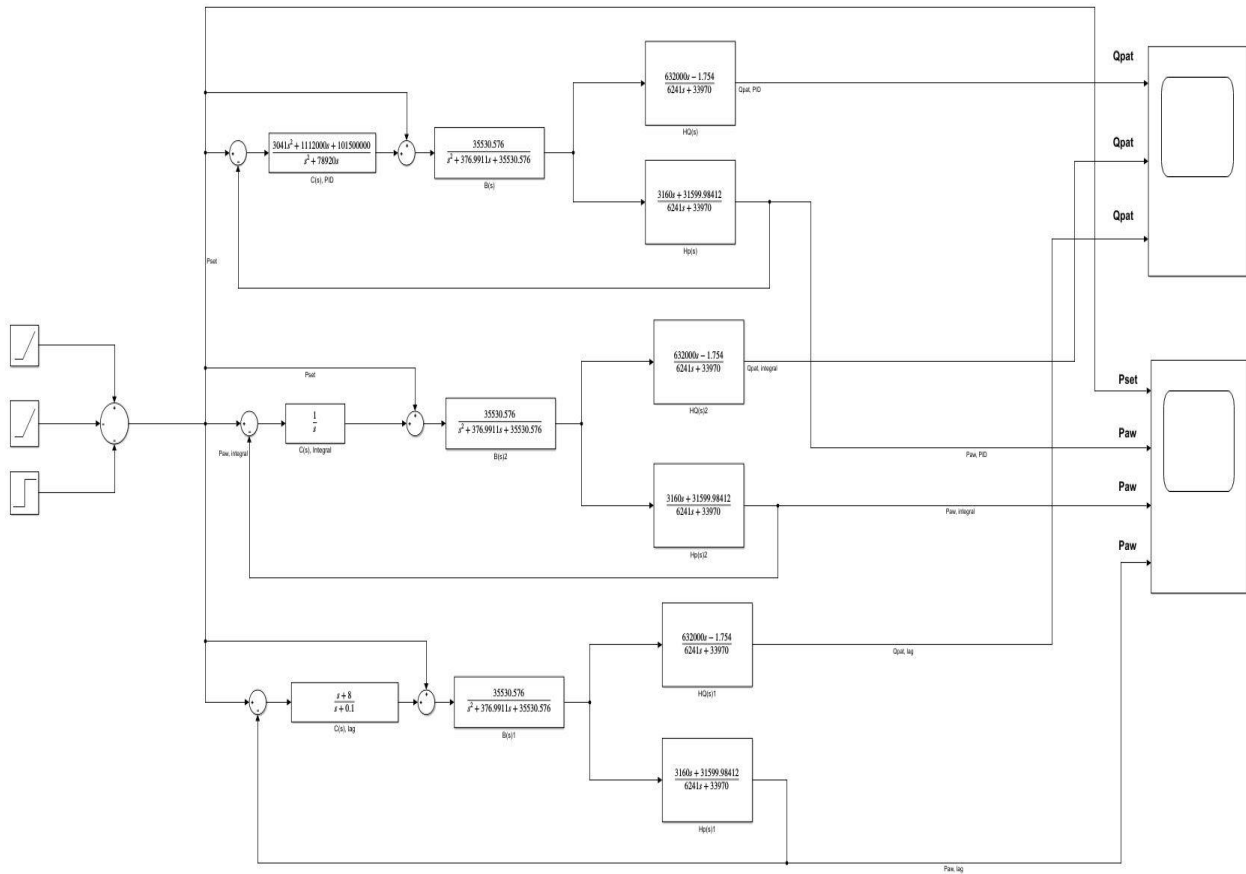 Qpat
632000s − 1.754
6241s + 33970
Qpat, PID
HQ(s)
Qpat
3041s² + 1112000s + 101500000
s² + 78920s
C(s), PID
35530.576
s² + 376.9911s + 35530.576
B(s)
3160s + 31599.98412
6241s + 33970
Hp(s)
Qpat
Pset
632000s − 1.754
6241s + 33970
Qpat, integral
HQ(s)2
Pset
Pset
1
s
C(s), Integral
35530.576
s² + 376.9911s + 35530.576
B(s)2
Paw
Paw, integral
Paw, PID
3160s + 31599.98412
6241s + 33970
Paw
Paw, integral
Hp(s)2
Paw
632000s − 1.754
6241s + 33970
Qpat, lag
HQ(s)1
s + 8
s + 0.1
C(s), lag
35530.576
s² + 376.9911s + 35530.576
B(s)1
3160s + 31599.98412
6241s + 33970
Hp(s)1
Paw, lag